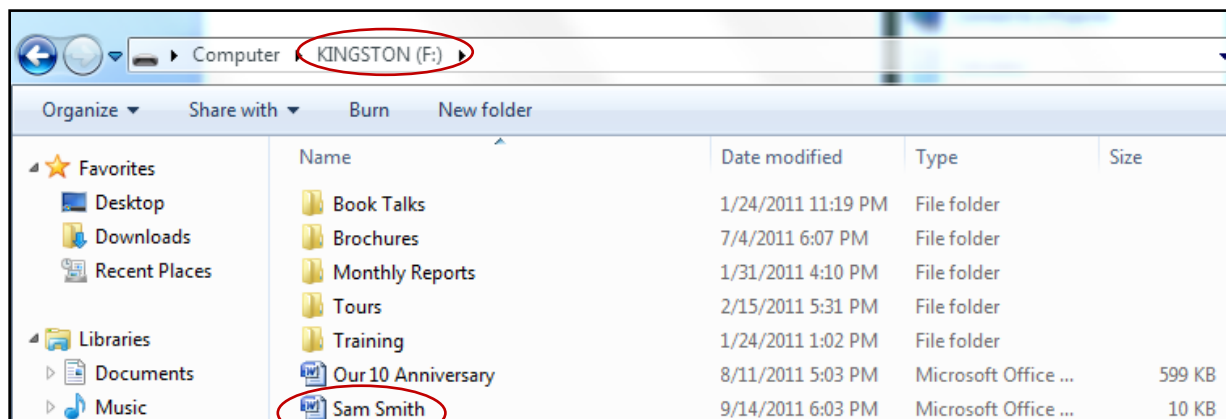 Computer KINGSTON (F:)
Organize Share with Burn New folder
Name Date modified Type Size
Favorites
Desktop Book Talks 1/24/2011 11:19 PM File folder
Downloads Brochures 7/4/2011 6:07 PM File folder
Recent Places Monthly Reports 1/31/2011 4:10 PM File folder
Tours 2/15/2011 5:31 PM File folder
Libraries Training 1/24/2011 1:02 PM File folder
Documents Our 10 Anniversary 8/11/2011 5:03 PM Microsoft Office ... 599 KB
Music Sam Smith 9/14/2011 6:03 PM Microsoft Office ... 10 KB